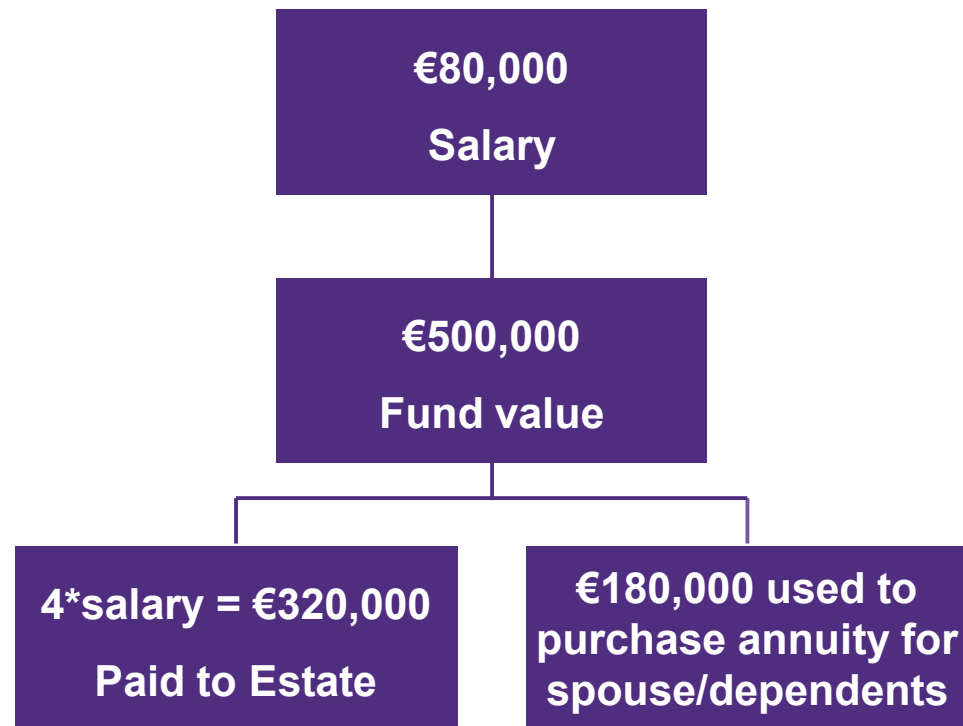 €80,000
Salary
€500,000
Fund value
4*salary = €320,000
Paid to Estate
€180,000 used to
purchase annuity for
spouse/dependents